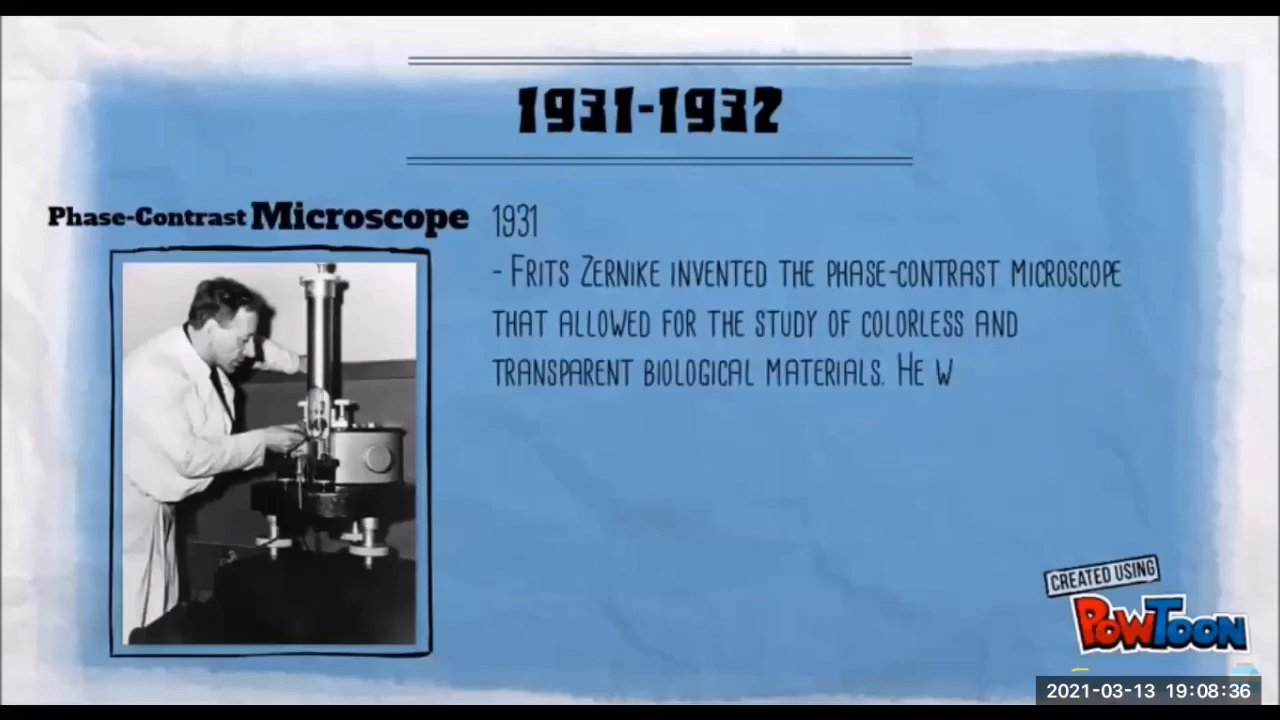 1931-1932
Phase-Contrast Microscope
1931
- Frits Zernike invented the phase-contrast microscope
that allowed for the study of colorless and
transparent biological materials. He w
CREATED USING
POWTOON
2021-03-13 19:08:36